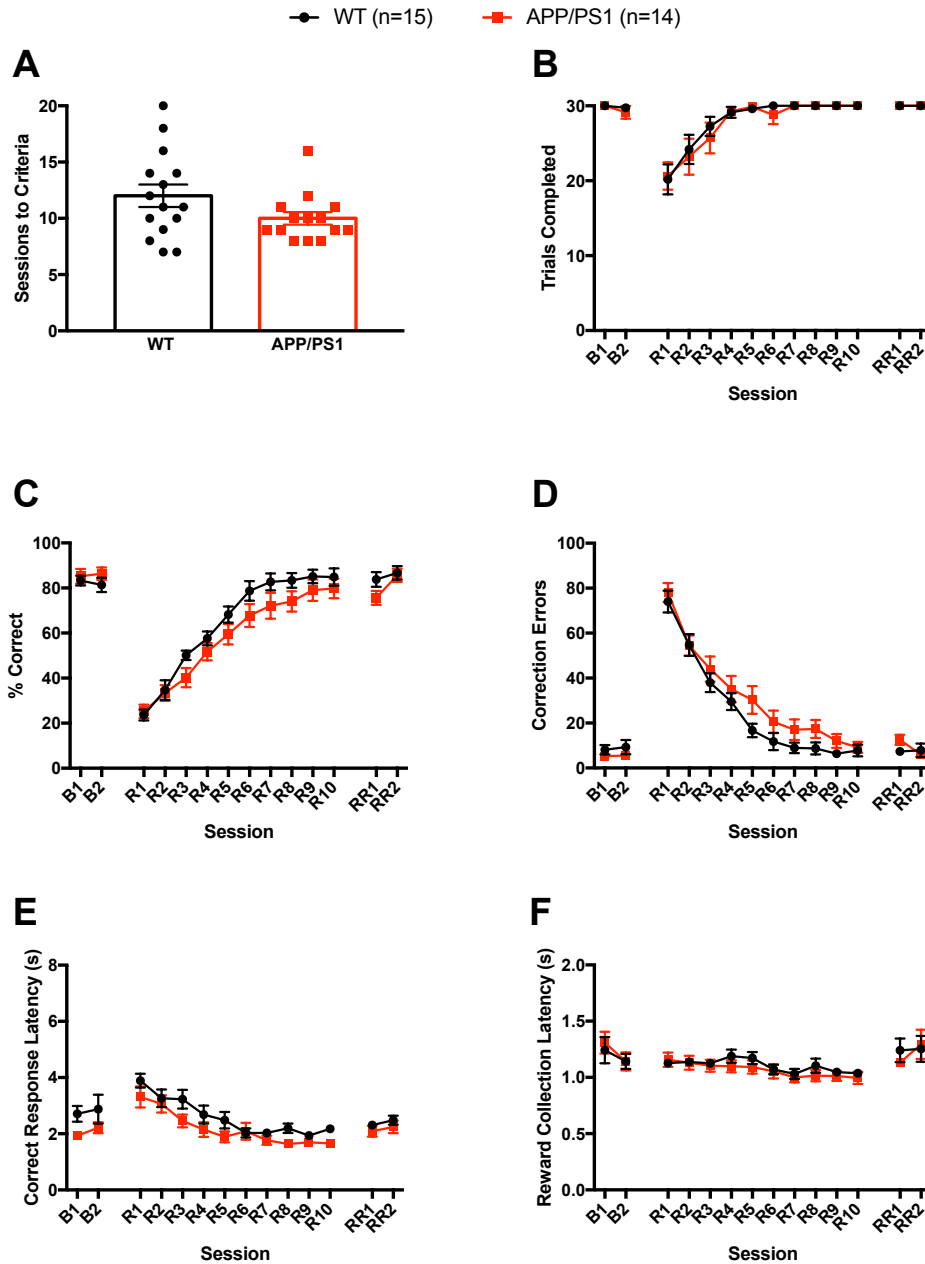 WT (n=15) APP/PS1 (n=14)
A
Sessions to Criteria
20
15
10
5
0
WT APP/PS1
B
Trials Completed
30
20
10
0
B1 B2 R1 R2 R3 R4 R5 R6 R7 R8 R9 R10 RR1 RR2
Session
C
% Correct
100
80
60
40
20
0
B1 B2 R1 R2 R3 R4 R5 R6 R7 R8 R9 R10 RR1 RR2
Session
D
Correction Errors
100
80
60
40
20
0
B1 B2 R1 R2 R3 R4 R5 R6 R7 R8 R9 R10 RR1 RR2
Session
E
Correct Response Latency (s)
8
6
4
2
0
B1 B2 R1 R2 R3 R4 R5 R6 R7 R8 R9 R10 RR1 RR2
Session
F
Reward Collection Latency (s)
2.0
1.5
1.0
0.5
0.0
B1 B2 R1 R2 R3 R4 R5 R6 R7 R8 R9 R10 RR1 RR2
Session